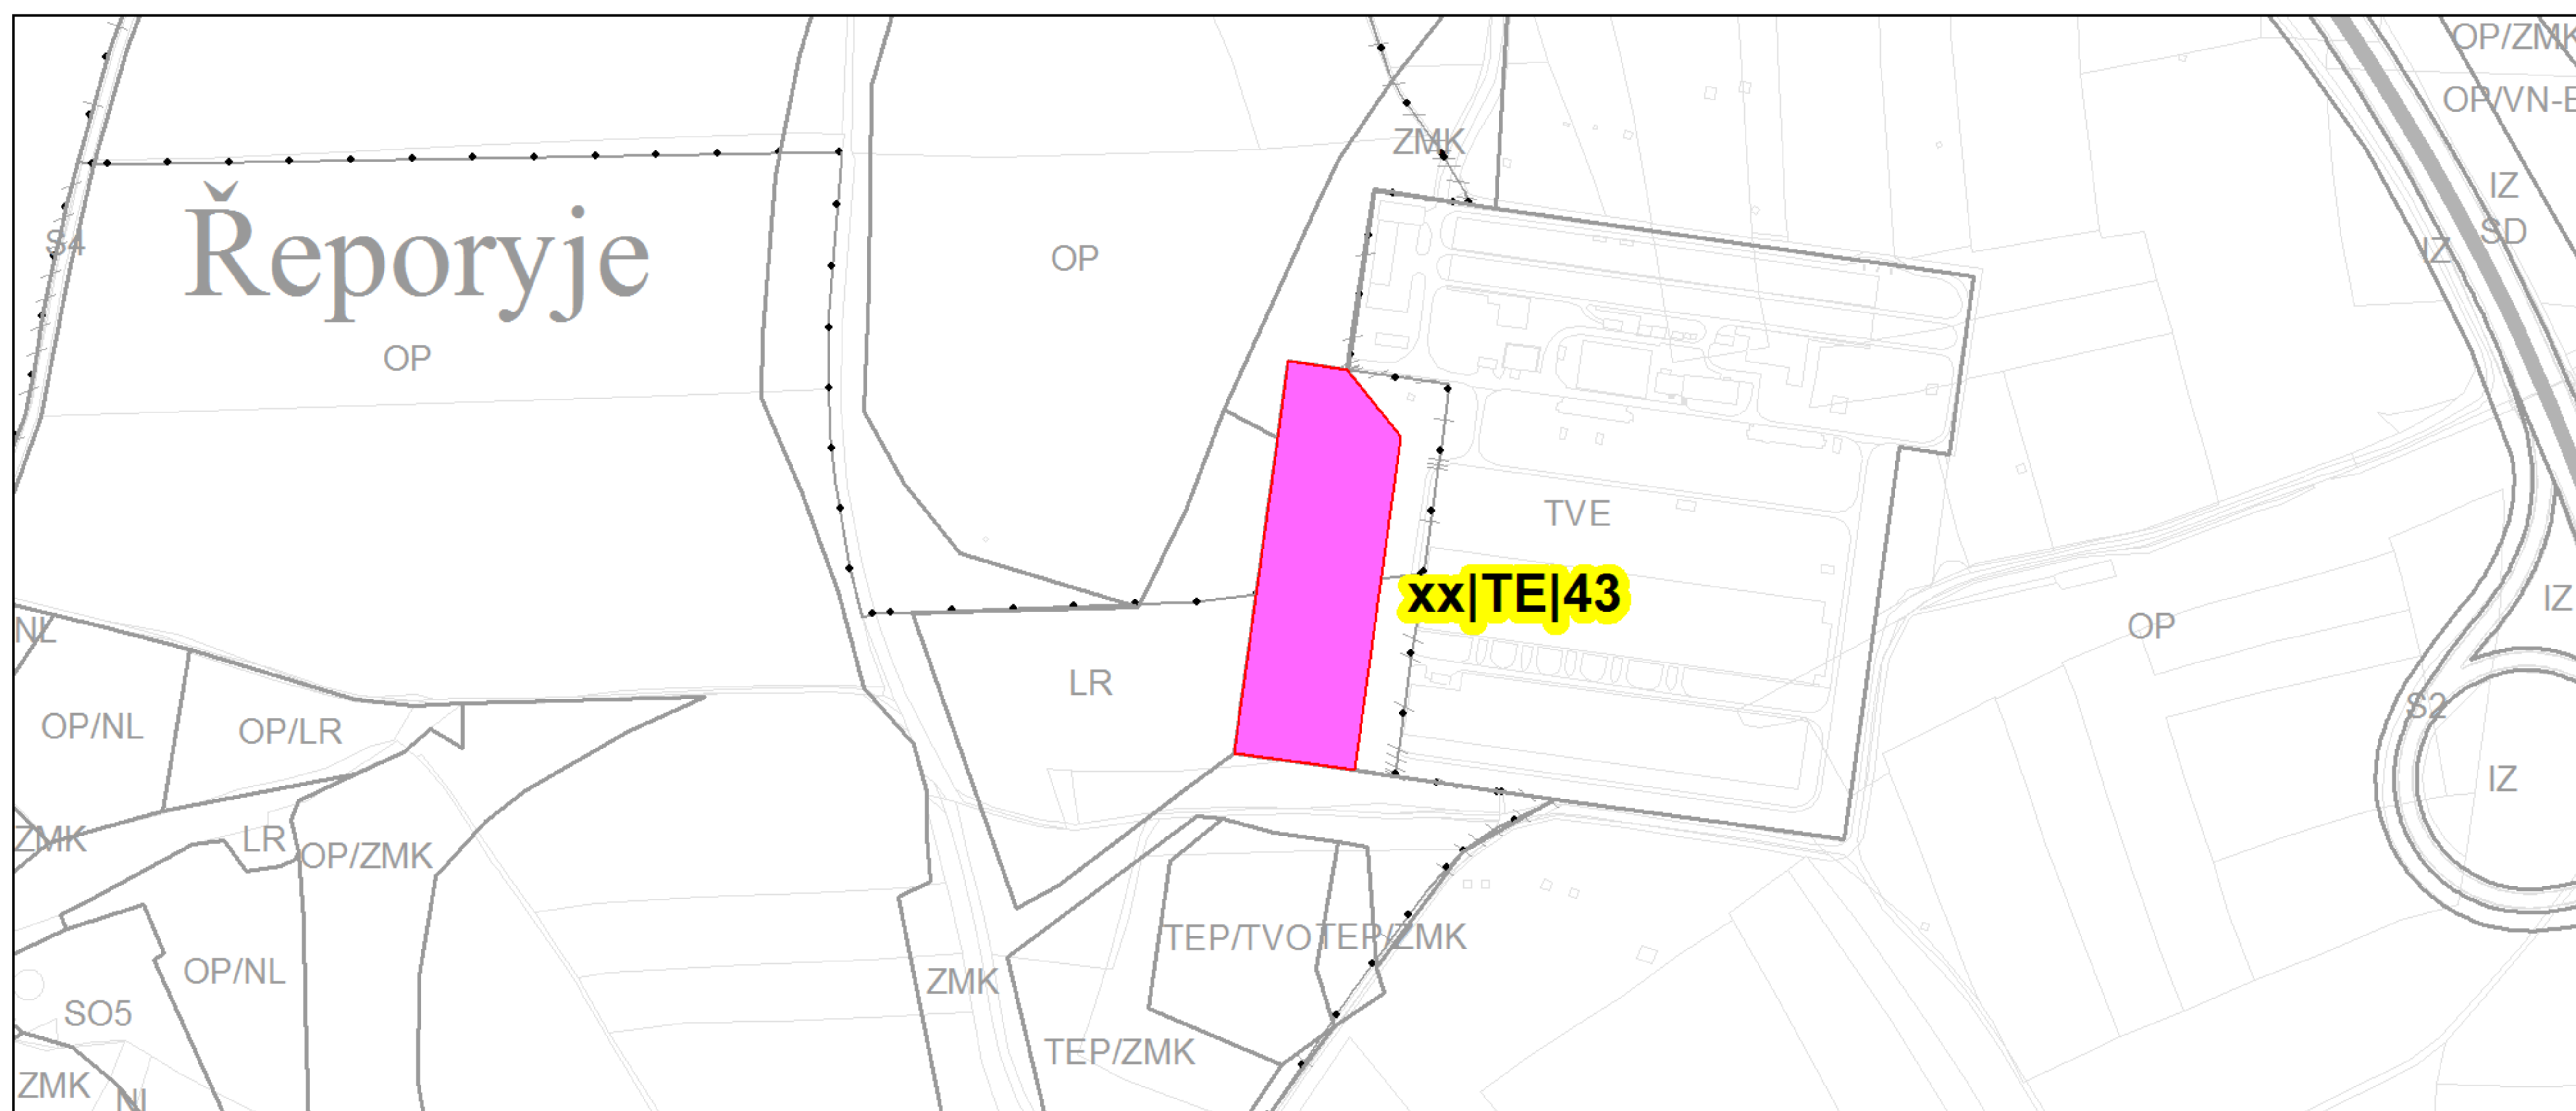 OP/ZMK
OP/VN-E
ZMK
IZ
SD
IZ
S4
Řeporyje
OP
OP
TVE
xx|TE|43
IZ
OP
NL
LR
S2
OP/NL
OP/LR
IZ
ZMK
LR
OP/ZMK
TEP/TVO
TEP/ZMK
OP/NL
ZMK
SO5
TEP/ZMK
ZMK